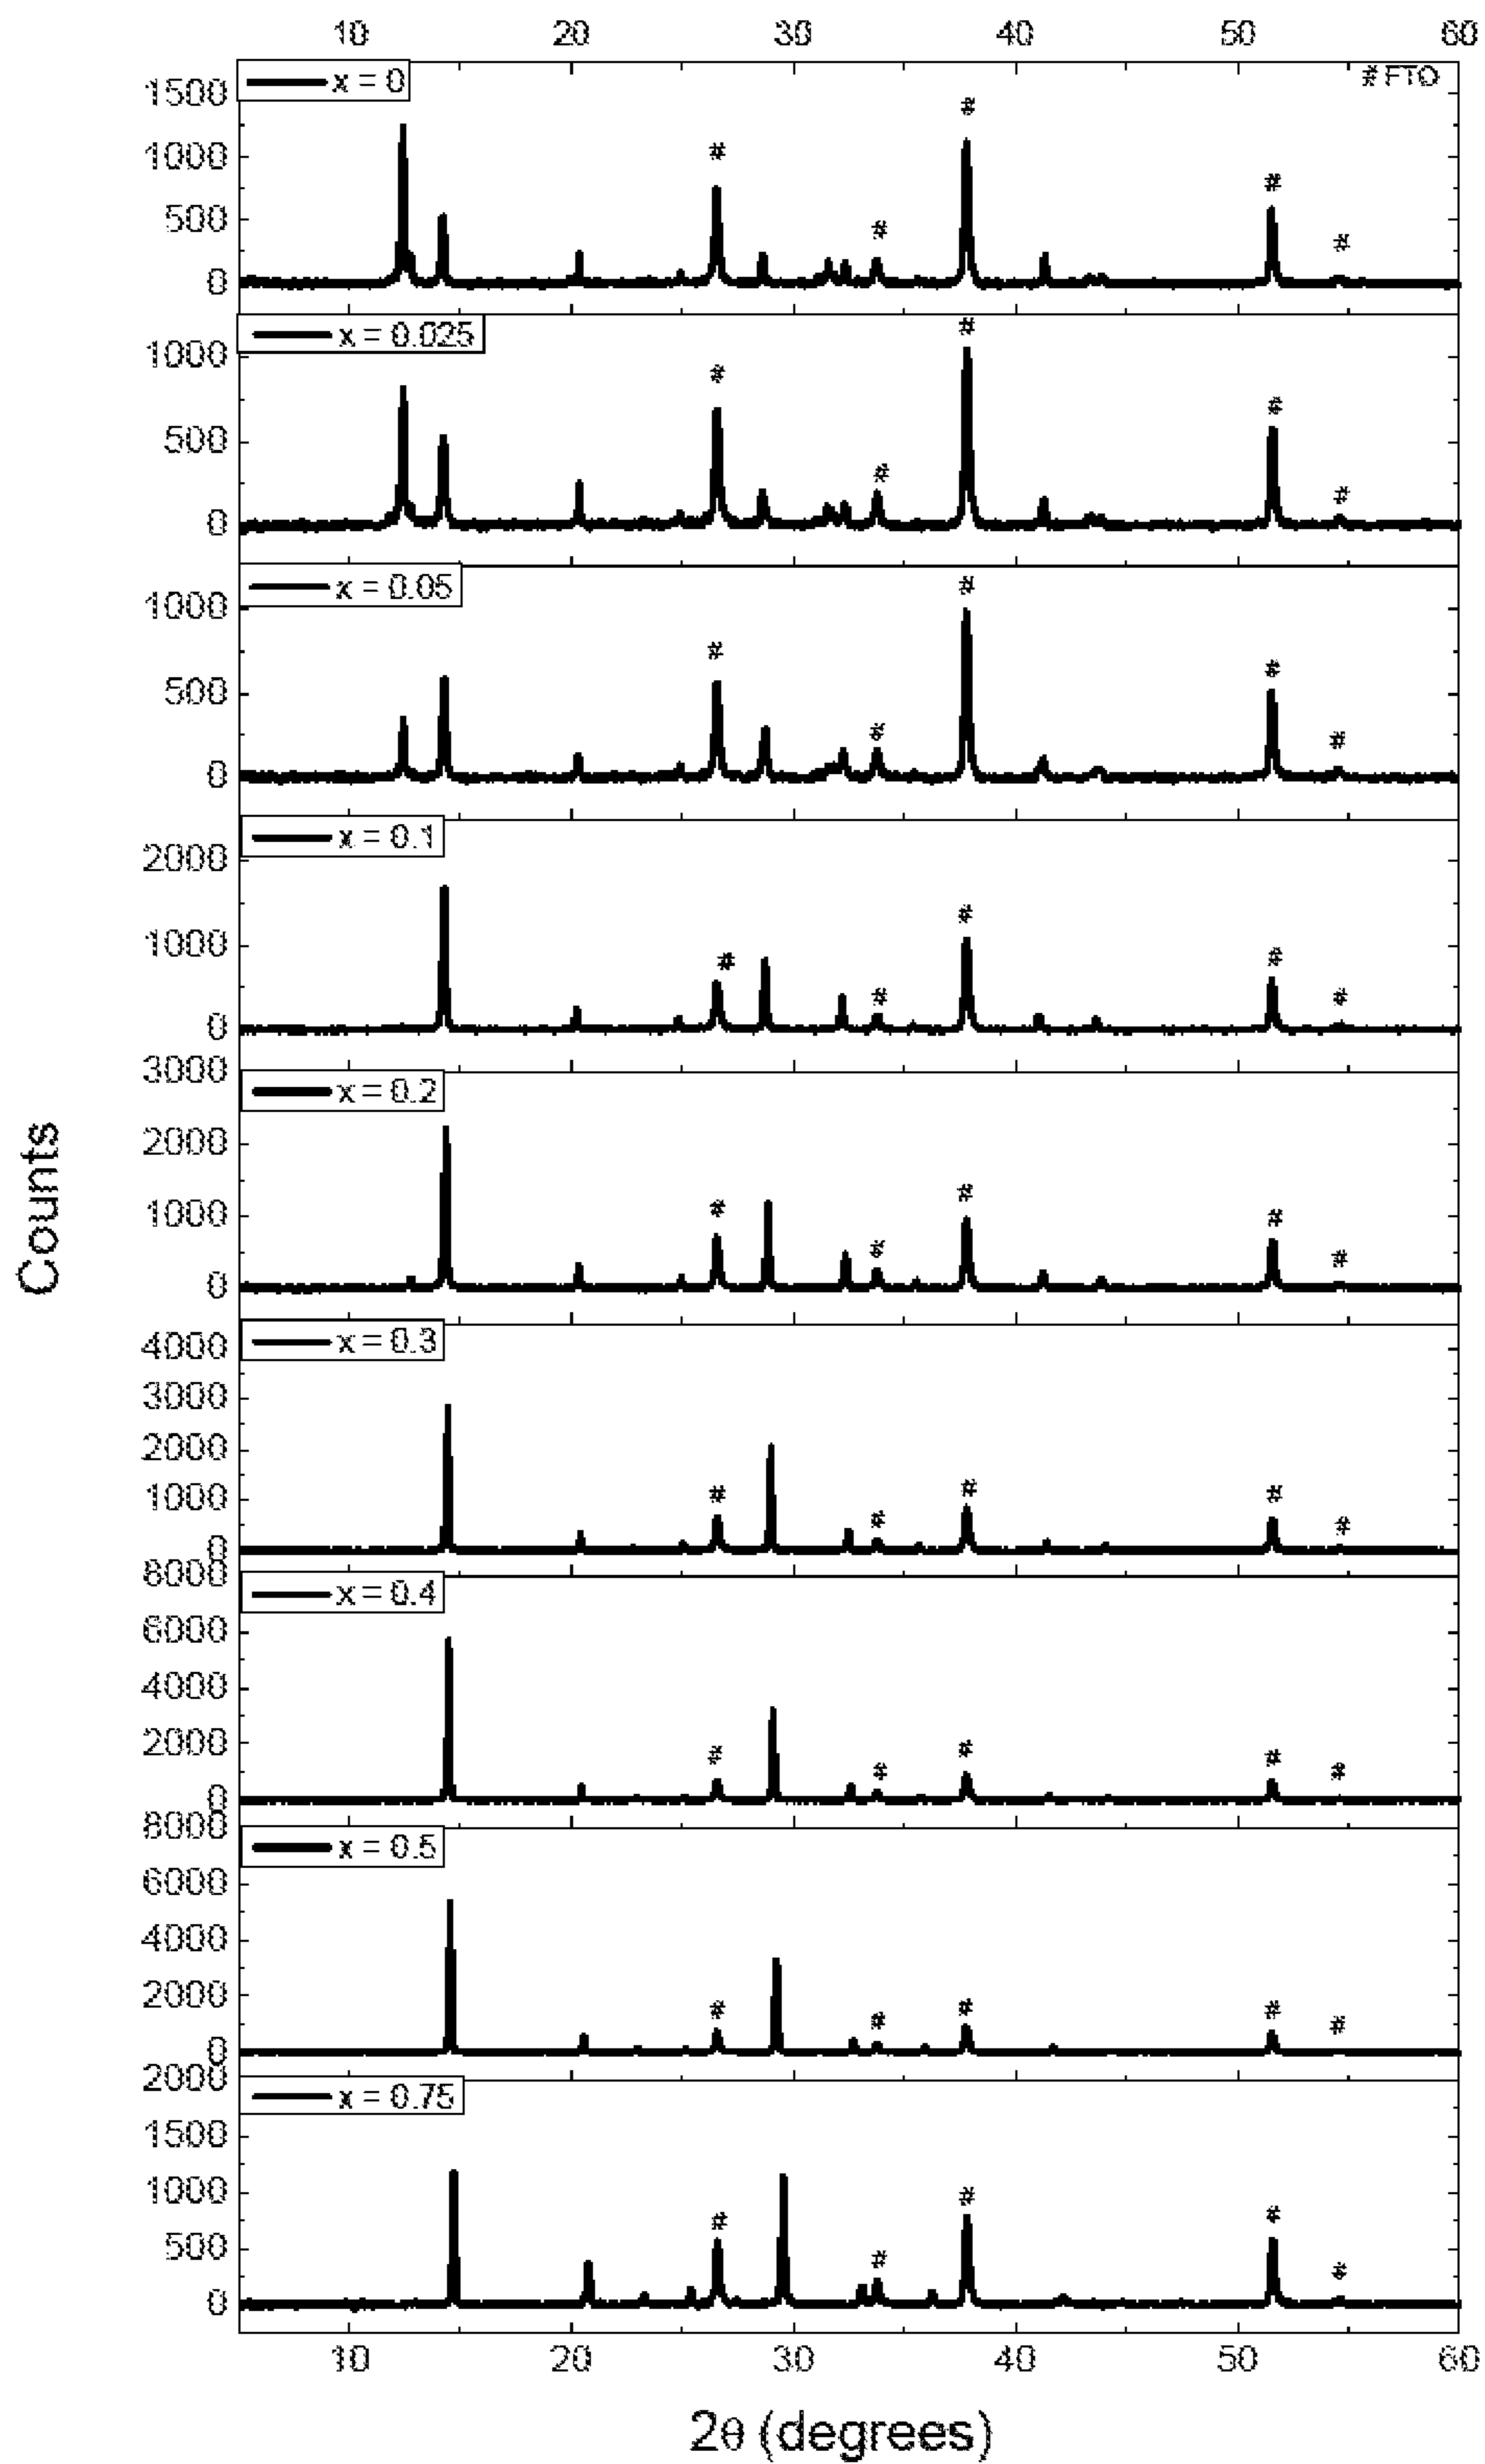 10 20 30 40 50 60
x = 0
# FTO
1500
1000
500
0
# # # # #
x = 0.025
1000
500
0
# # # # #
x = 0.05
1000
500
0
# # # # #
x = 0.1
2000
1000
0
# # # # #
x = 0.2
3000
2000
1000
0
# # # # #
x = 0.3
4000
3000
2000
1000
0
# # # # #
x = 0.4
8000
6000
4000
2000
0
# # # # #
x = 0.5
8000
6000
4000
2000
0
# # # # #
x = 0.75
2000
1500
1000
500
0
# # # # #
10 20 30 40 50 60
Counts
2θ (degrees)